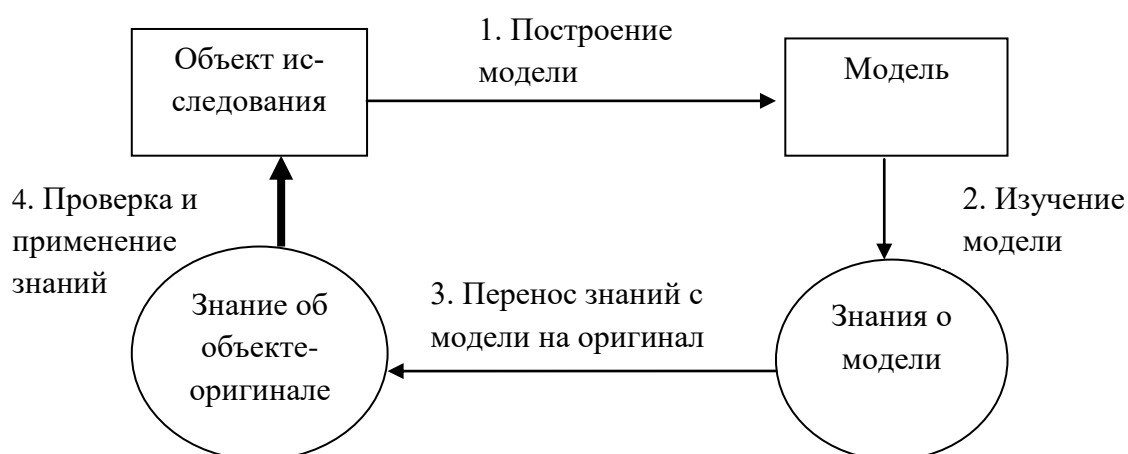 Объект ис-
следования
1. Построение
модели
Модель
2. Изучение
модели
Знания о
модели
3. Перенос знаний с
модели на оригинал
Знание об
объекте-
оригинале
4. Проверка и
применение
знаний